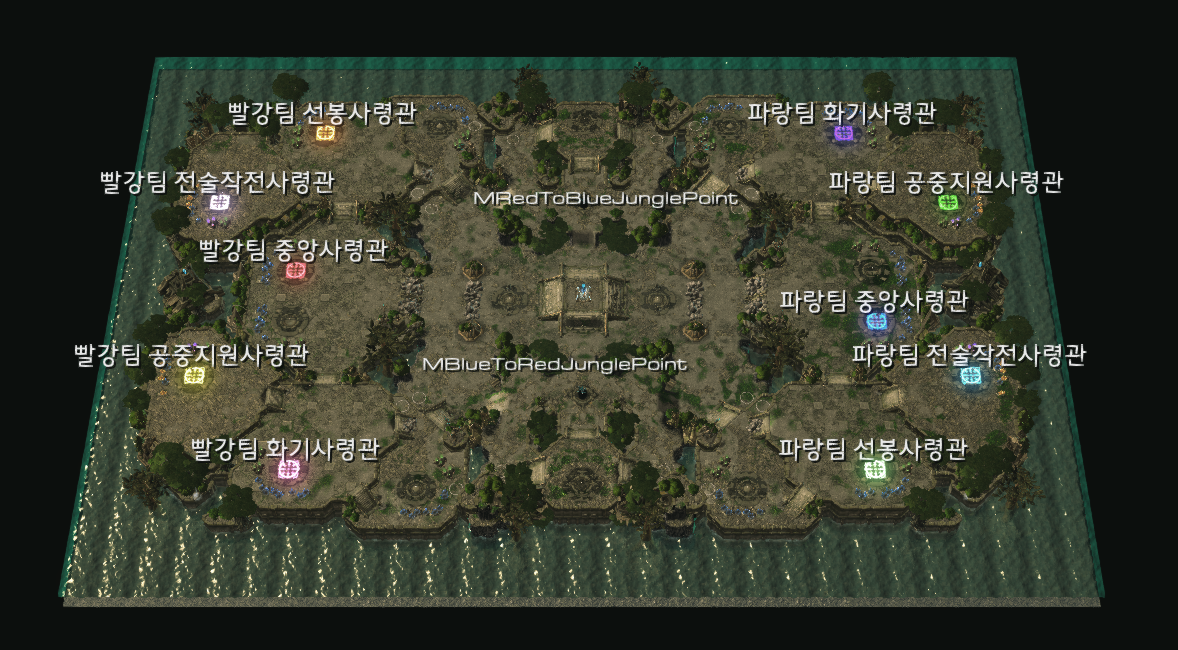 빨강팀 선봉사령관
파랑팀 화기사령관
빨강팀 전술작전사령관
파랑팀 공중지원사령관
MRedToBlueJunglePoint
빨강팀 중앙사령관
파랑팀 중앙사령관
빨강팀 공중지원사령관
파랑팀 전술작전사령관
MBlueToRedJunglePoint
빨강팀 화기사령관
파랑팀 선봉사령관